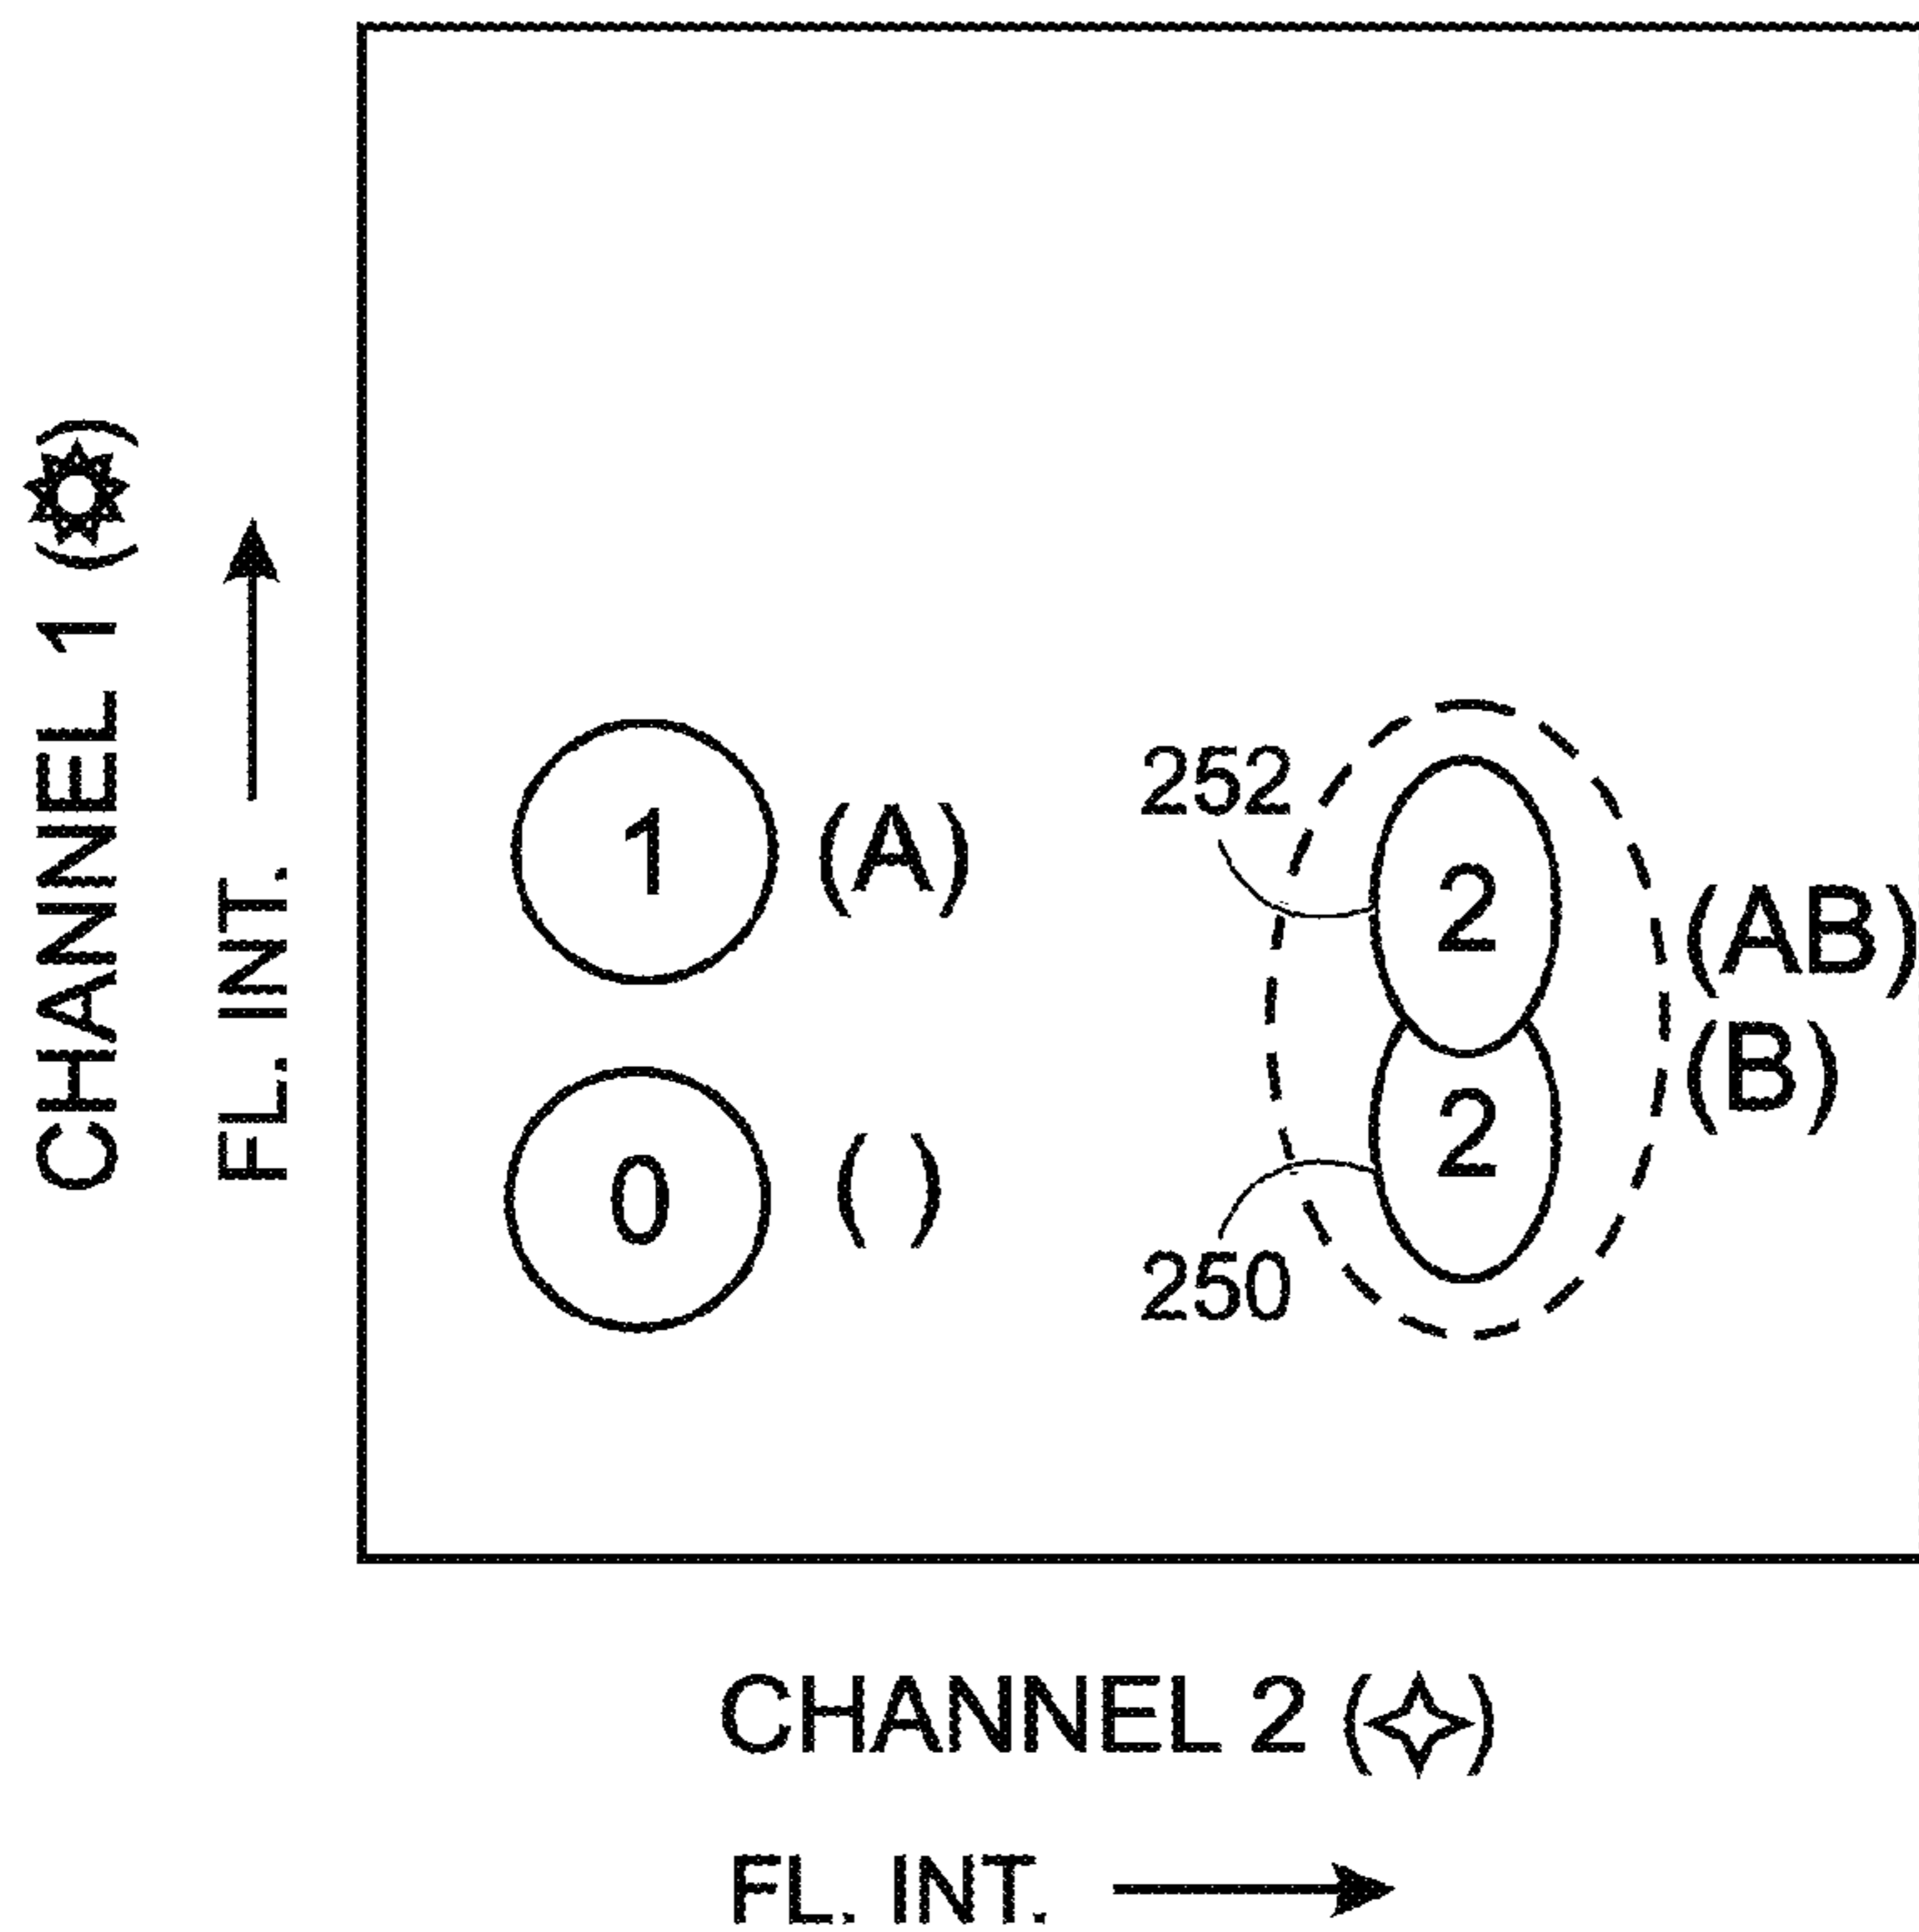 CHANNEL 1 (✹)
FL. INT.
1 (A)
0 ( )
252
2 (AB)
(B)
2
250
CHANNEL 2 (✧)
FL. INT.